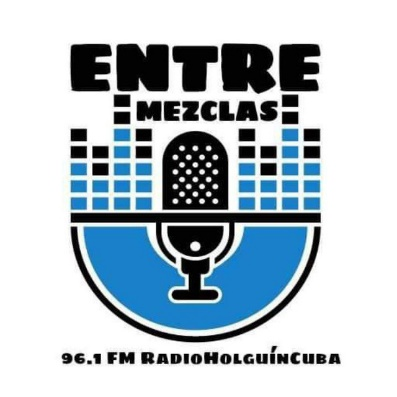 ENTRE
MEZCLAS
96.1 FM RadioHolguínCuba